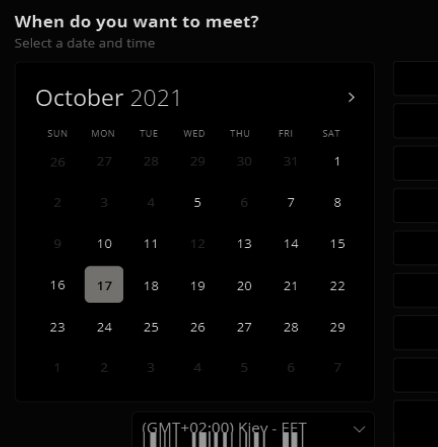 When do you want to meet?
Select a date and time
October 2021
SUN MON TUE WED THU FRI SAT
26 27 28 29 30 31 1
2 3 4 5 6 7 8
9 10 11 12 13 14 15
16 17 18 19 20 21 22
23 24 25 26 27 28 29
1 2 3 4 5 6 7
(GMT+02:00) Kiev - EET